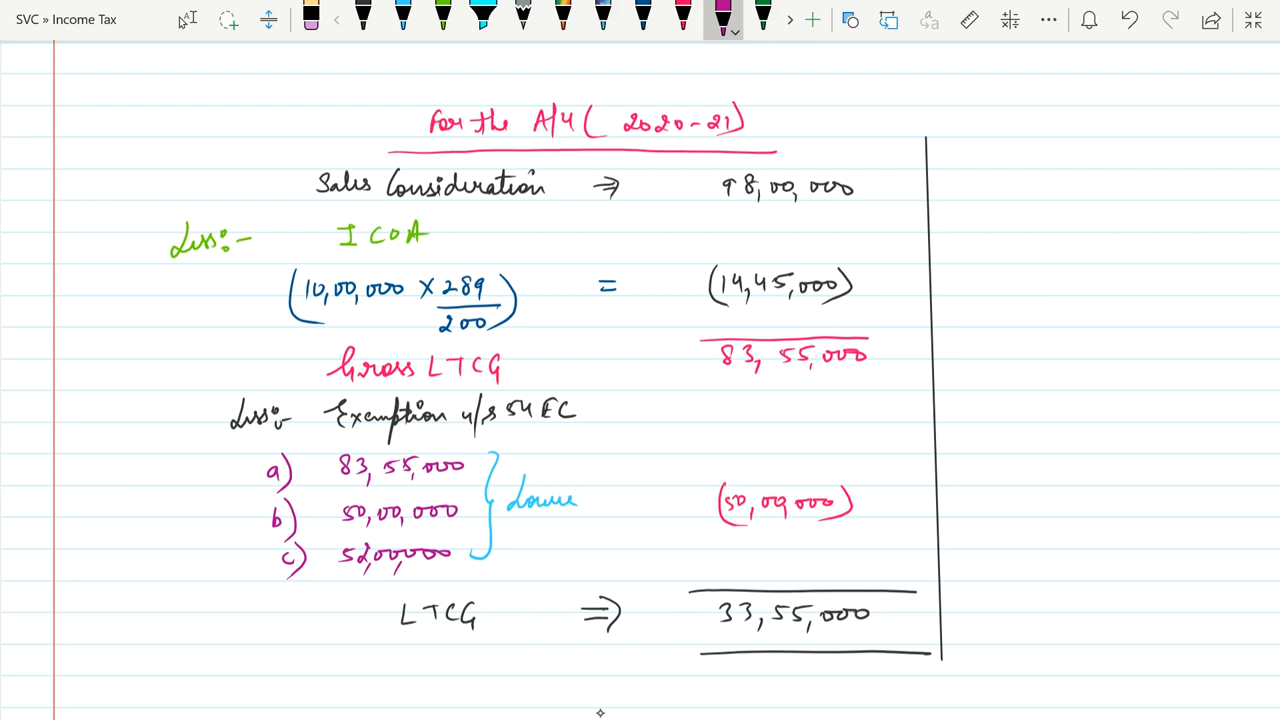 SVC » Income Tax
For the A/Y ( 2020-21)
Sales Consideration ⇒ 98,00,000
Less:- ICOA
(10,00,000 × 289/200) = (14,45,000)
Gross LTCG 83,55,000
Less:- Exemption u/s 54 EC
a) 83,55,000
b) 50,00,000 Lower (50,00,000)
c) 52,00,000
LTCG ⇒ 33,55,000